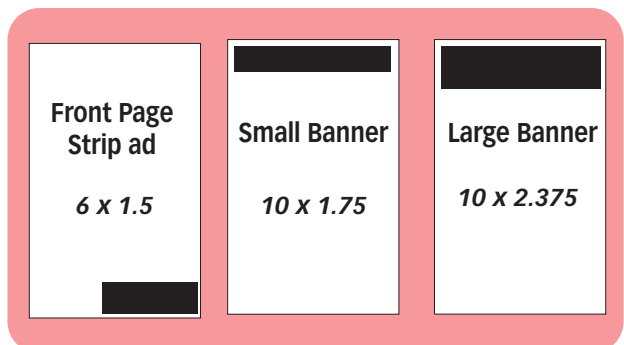 Front Page
Strip ad
6 x 1.5
Small Banner
10 x 1.75
Large Banner
10 x 2.375